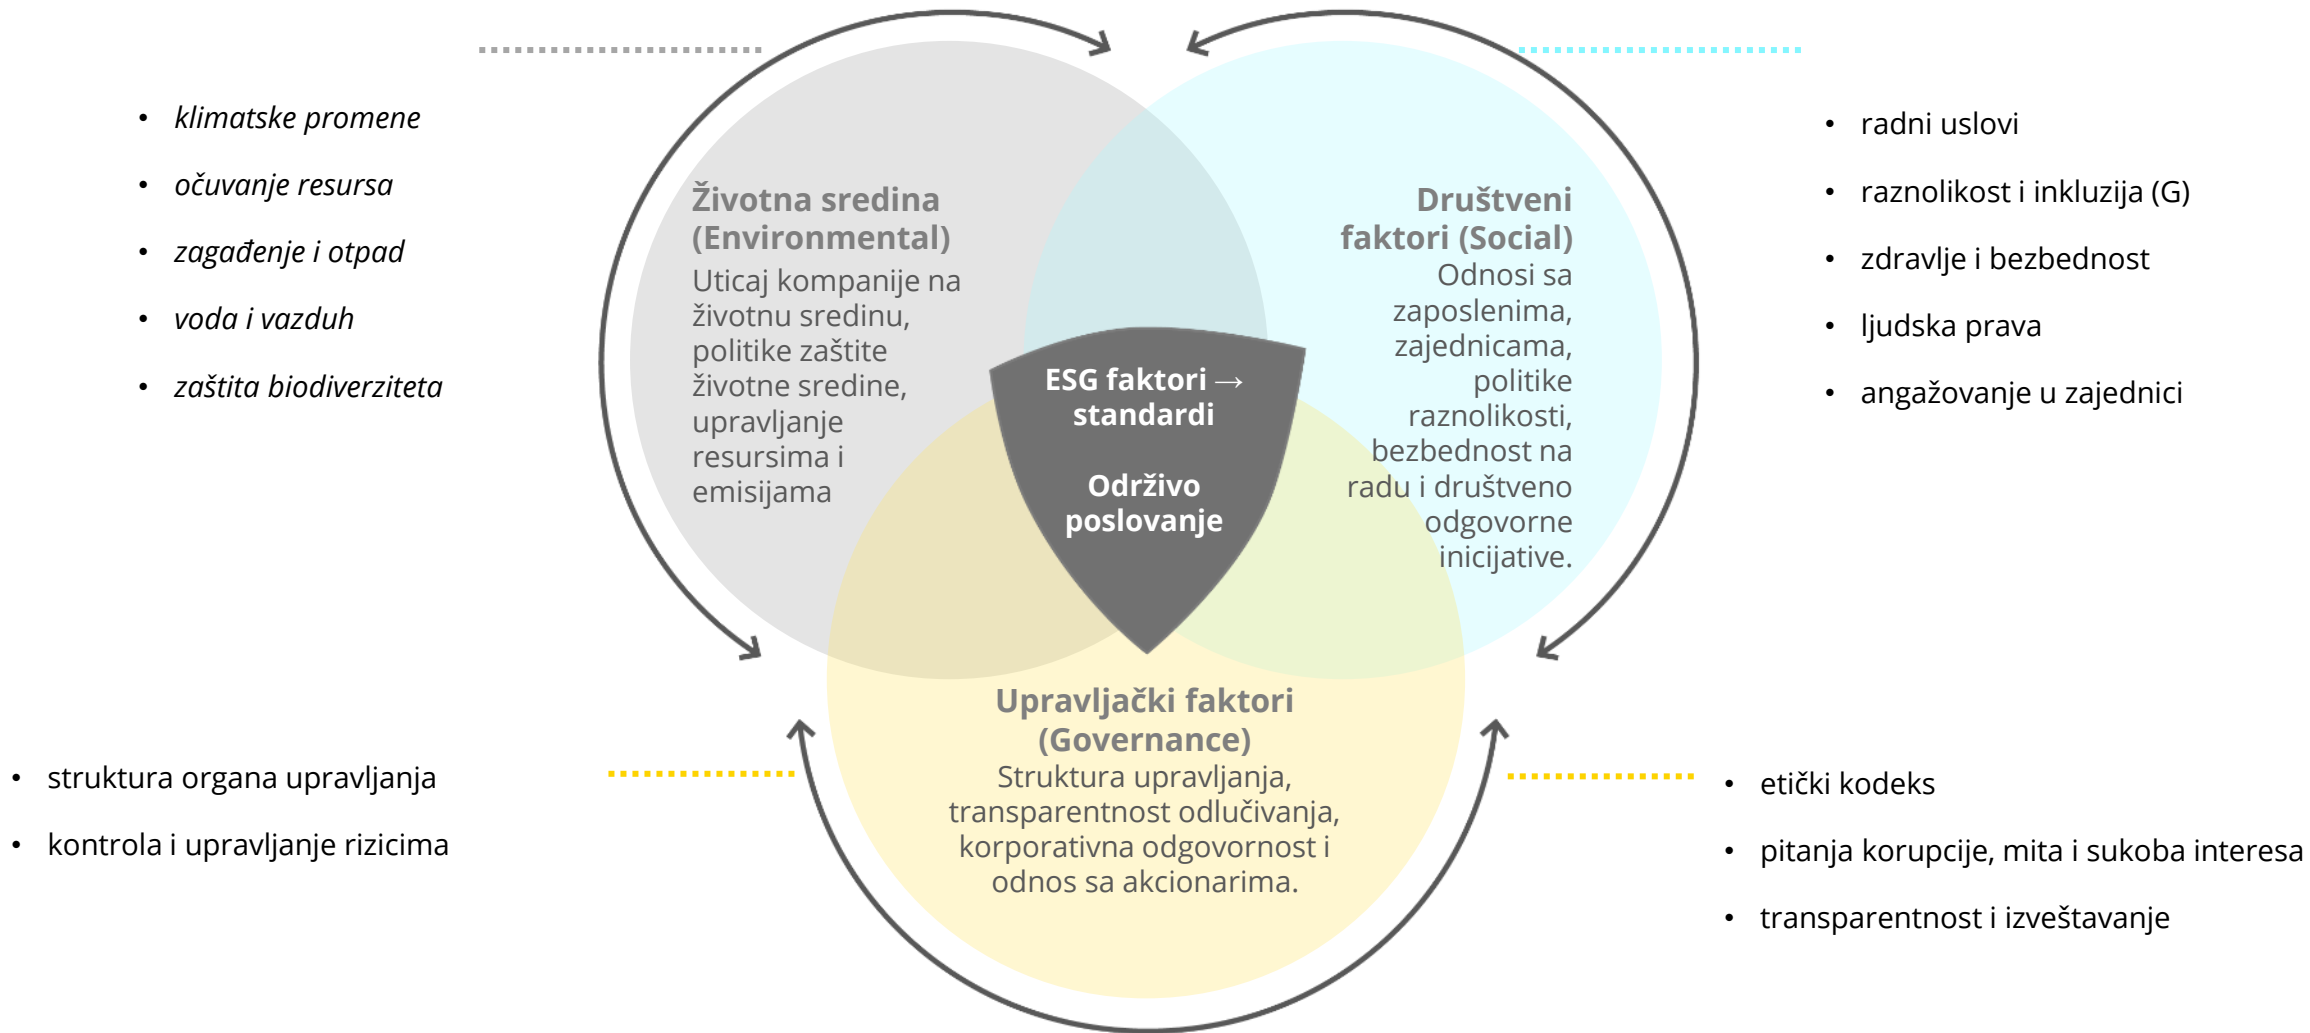 • klimatske promene
• očuvanje resursa
• zagađenje i otpad
• voda i vazduh
• zaštita biodiverziteta
Životna sredina
(Environmental)
Uticaj kompanije na
životnu sredinu,
politike zaštite
životne sredine,
upravljanje
resursima i
emisijama
Društveni
faktori (Social)
Odnosi sa
zaposlenima,
zajednicama,
politike
raznolikosti,
bezbednost na
radu i društveno
odgovorne
inicijative.
• radni uslovi
• raznolikost i inkluzija (G)
• zdravlje i bezbednost
• ljudska prava
• angažovanje u zajednici
ESG faktori →
standardi
Održivo
poslovanje
Upravljački faktori
(Governance)
Struktura upravljanja,
transparentnost odlučivanja,
korporativna odgovornost i
odnos sa akcionarima.
• struktura organa upravljanja
• kontrola i upravljanje rizicima
• etički kodeks
• pitanja korupcije, mita i sukoba interesa
• transparentnost i izveštavanje